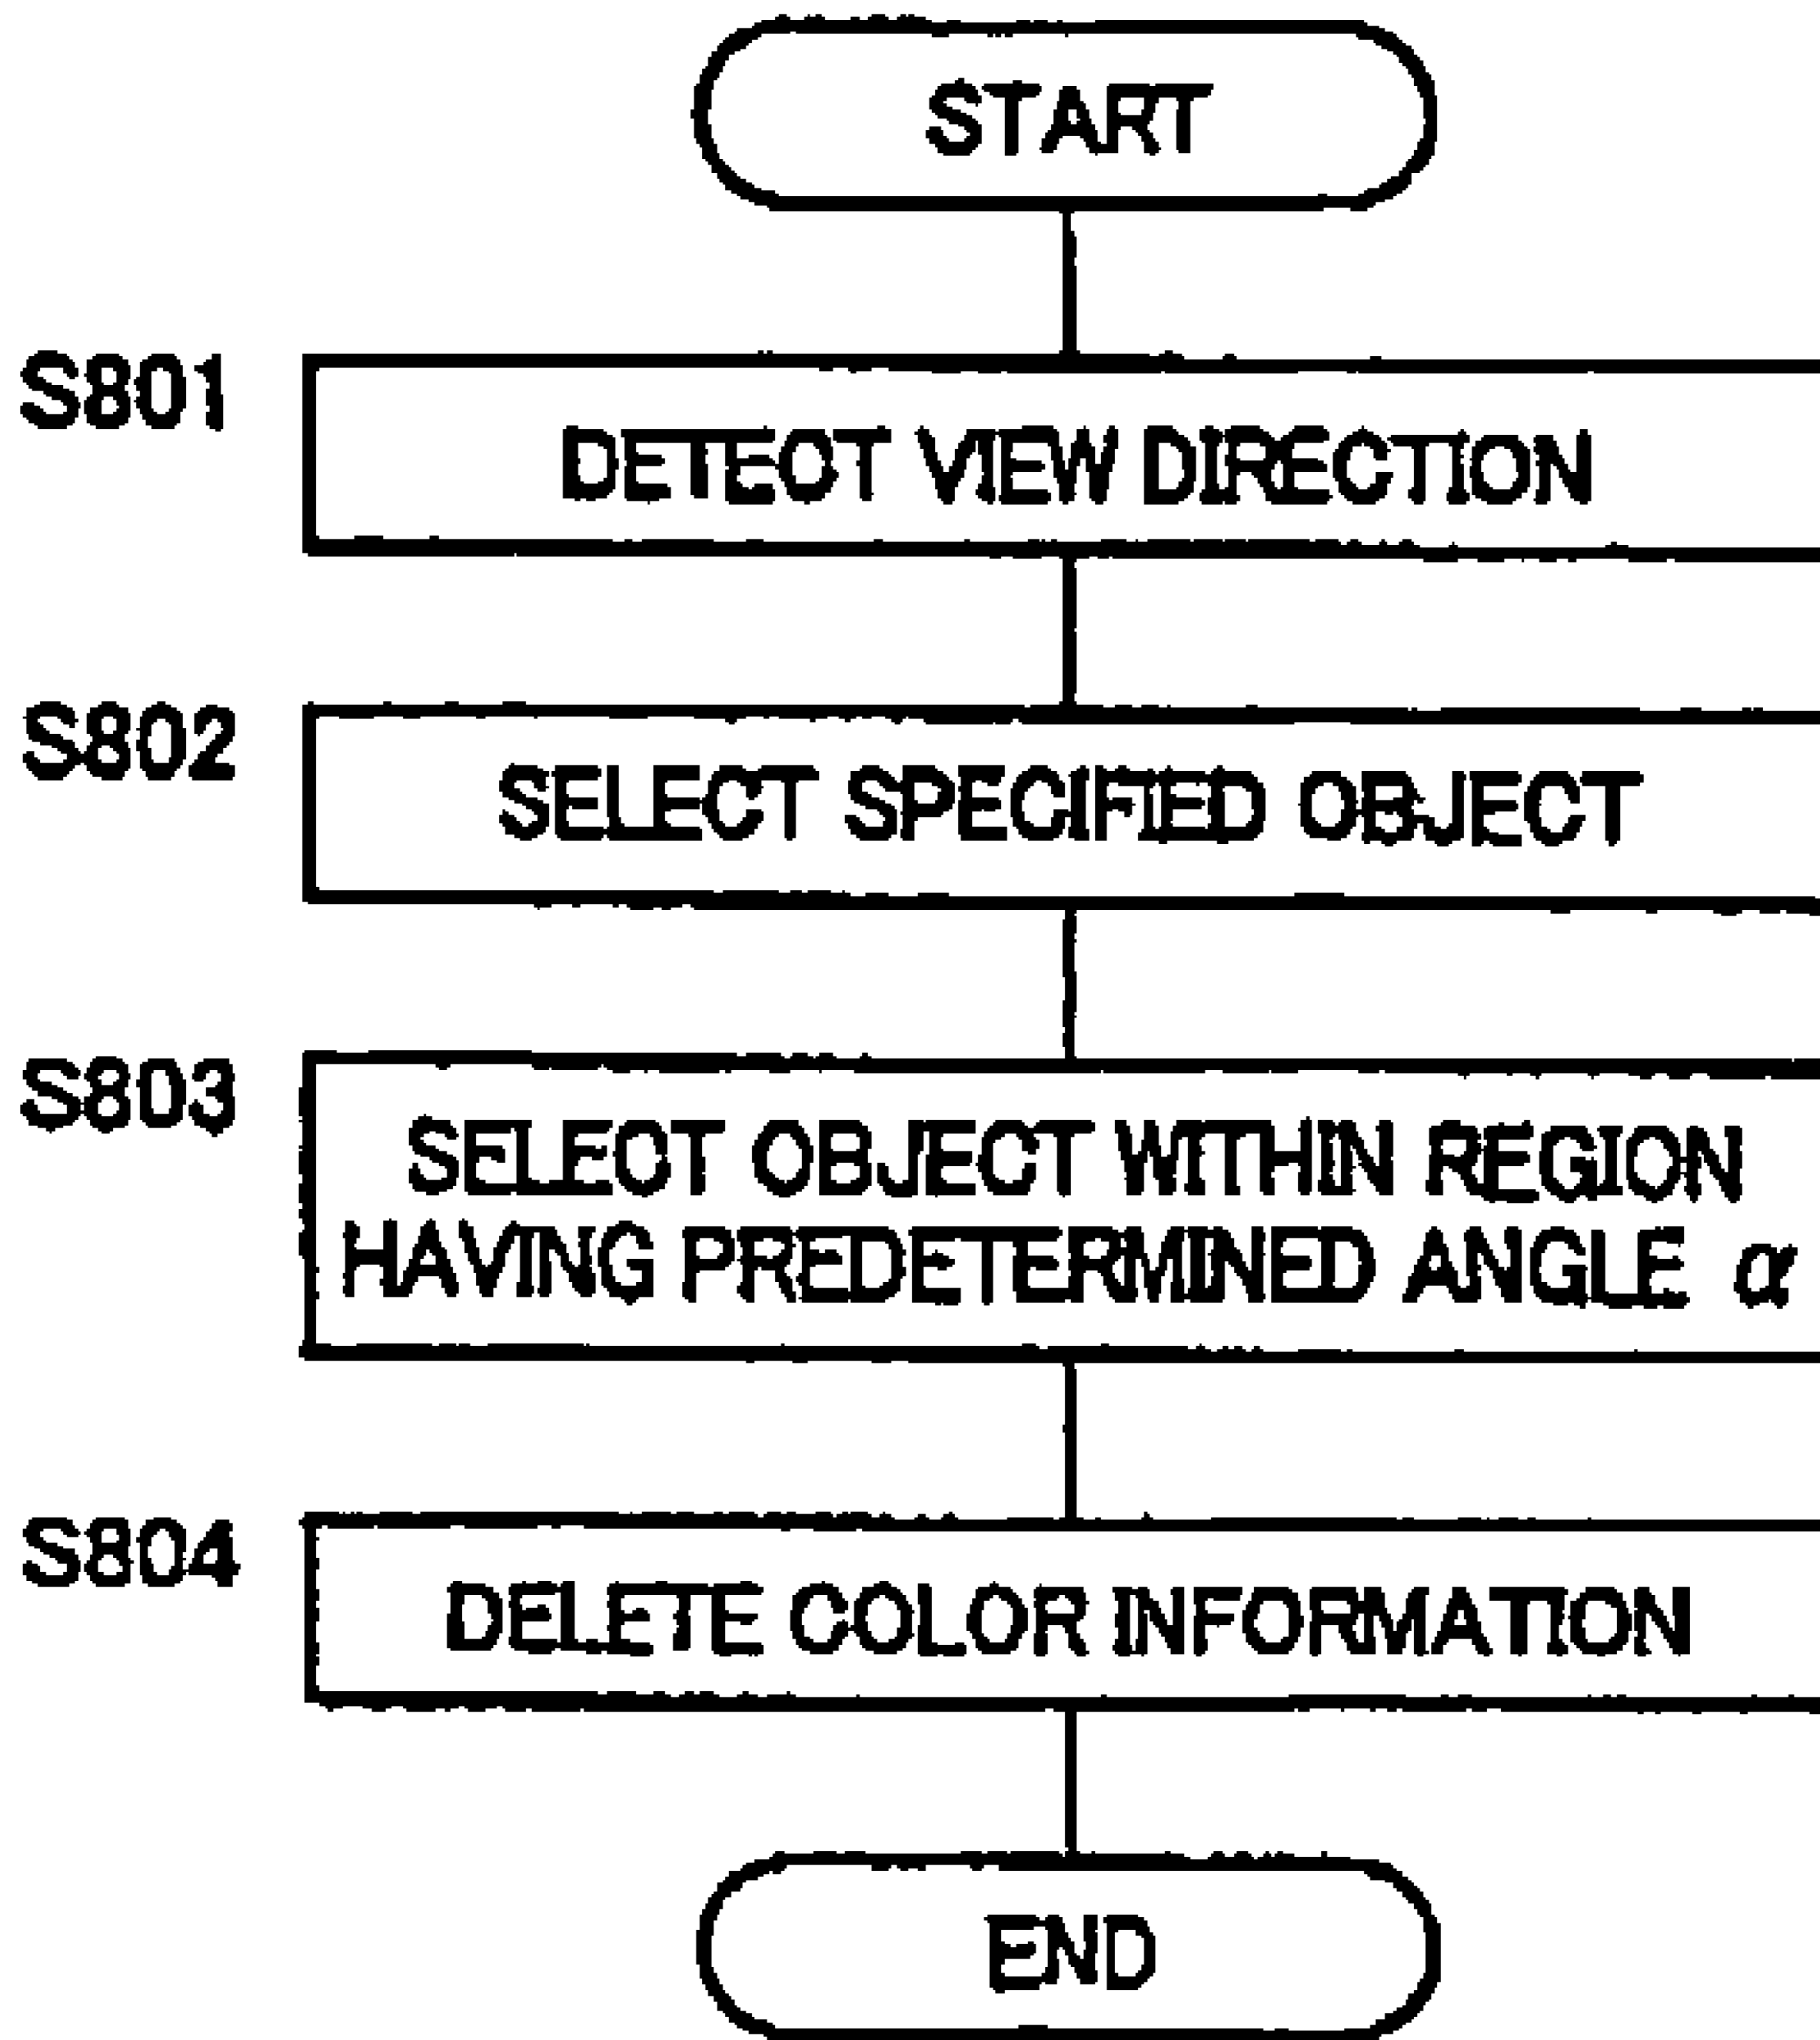 START
S801
DETECT VIEW DIRECTION
S802
SELECT SPECIFIED OBJECT
S803
SELECT OBJECT WITHIN REGION
HAVING PREDETERMINED ANGLE α
S804
DELETE COLOR INFORMATION
END